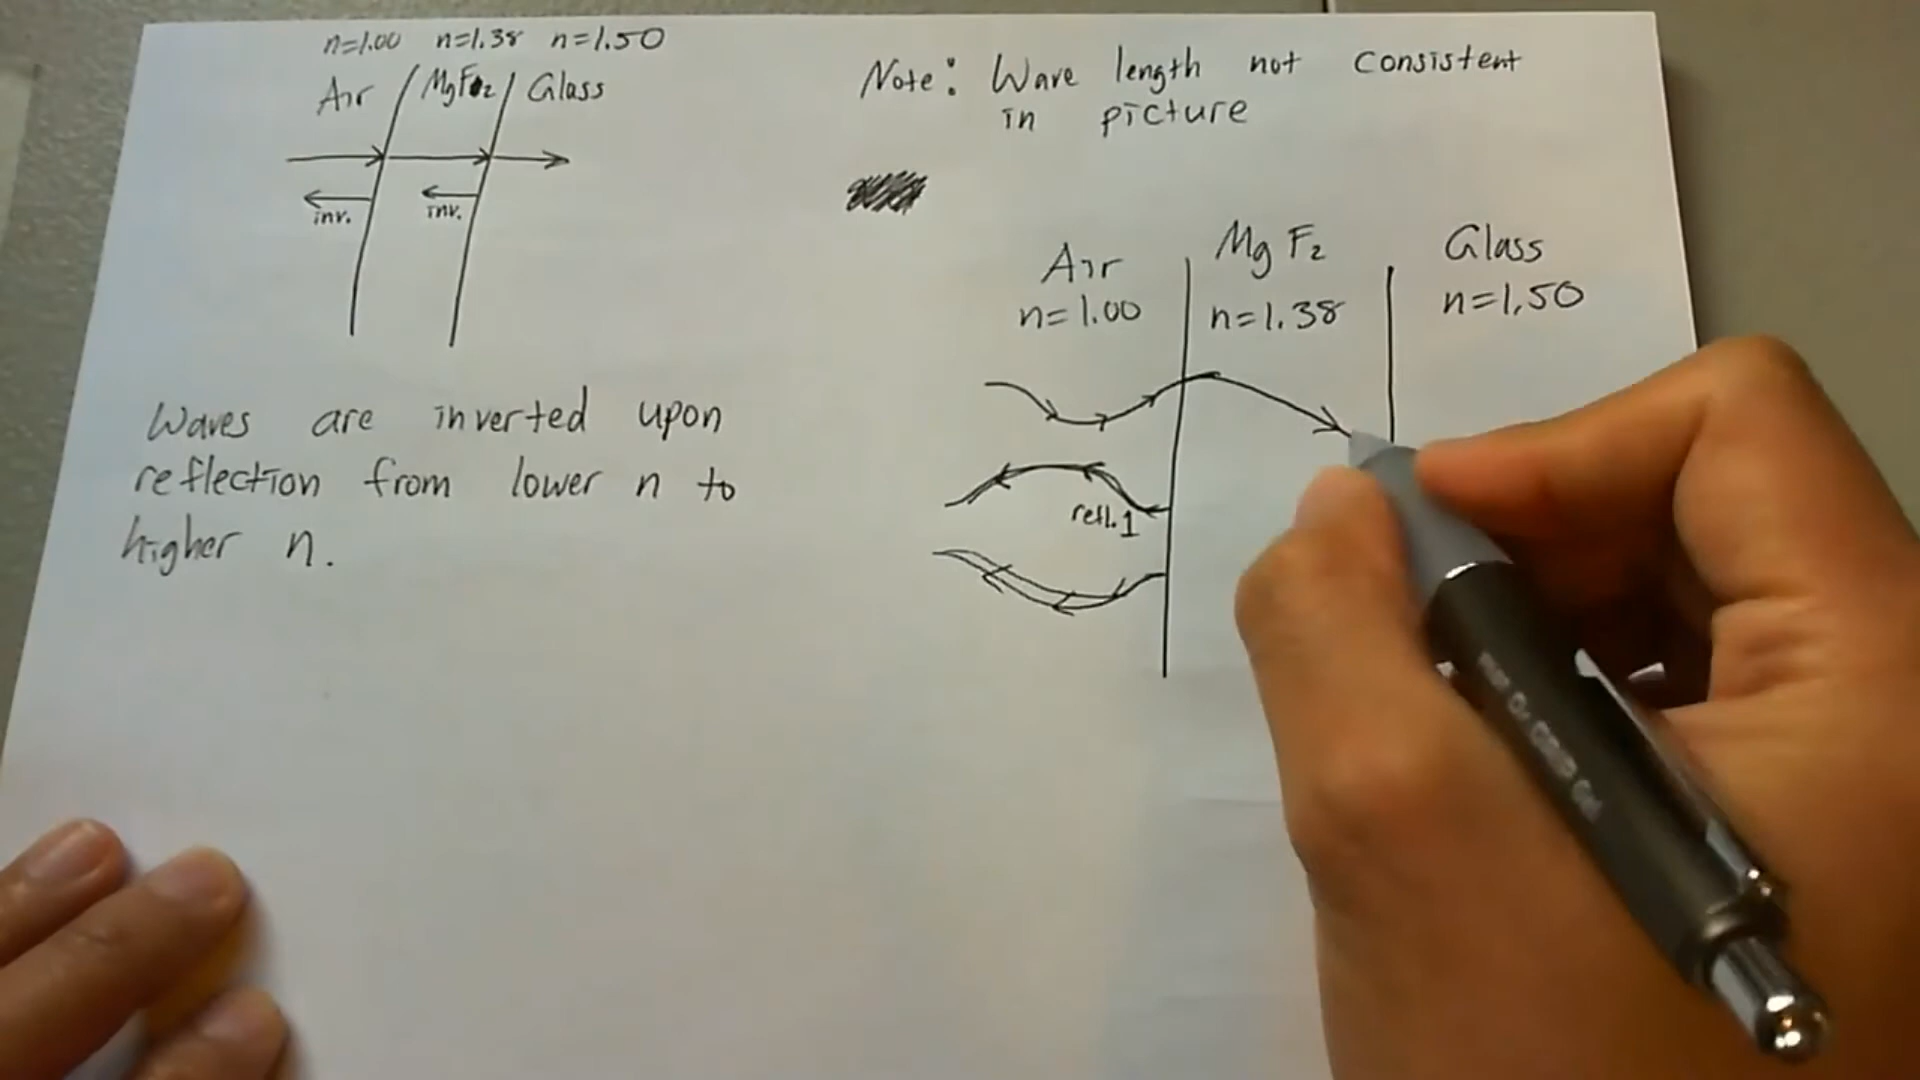 n=1.00 n=1.38 n=1.50
Air MgF2 Glass
inv. inv.
Waves are inverted upon
reflection from lower n to
higher n.
Note: Wave length not consistent
in picture
Air MgF2 Glass
n=1.00 n=1.38 n=1.50
refl.1